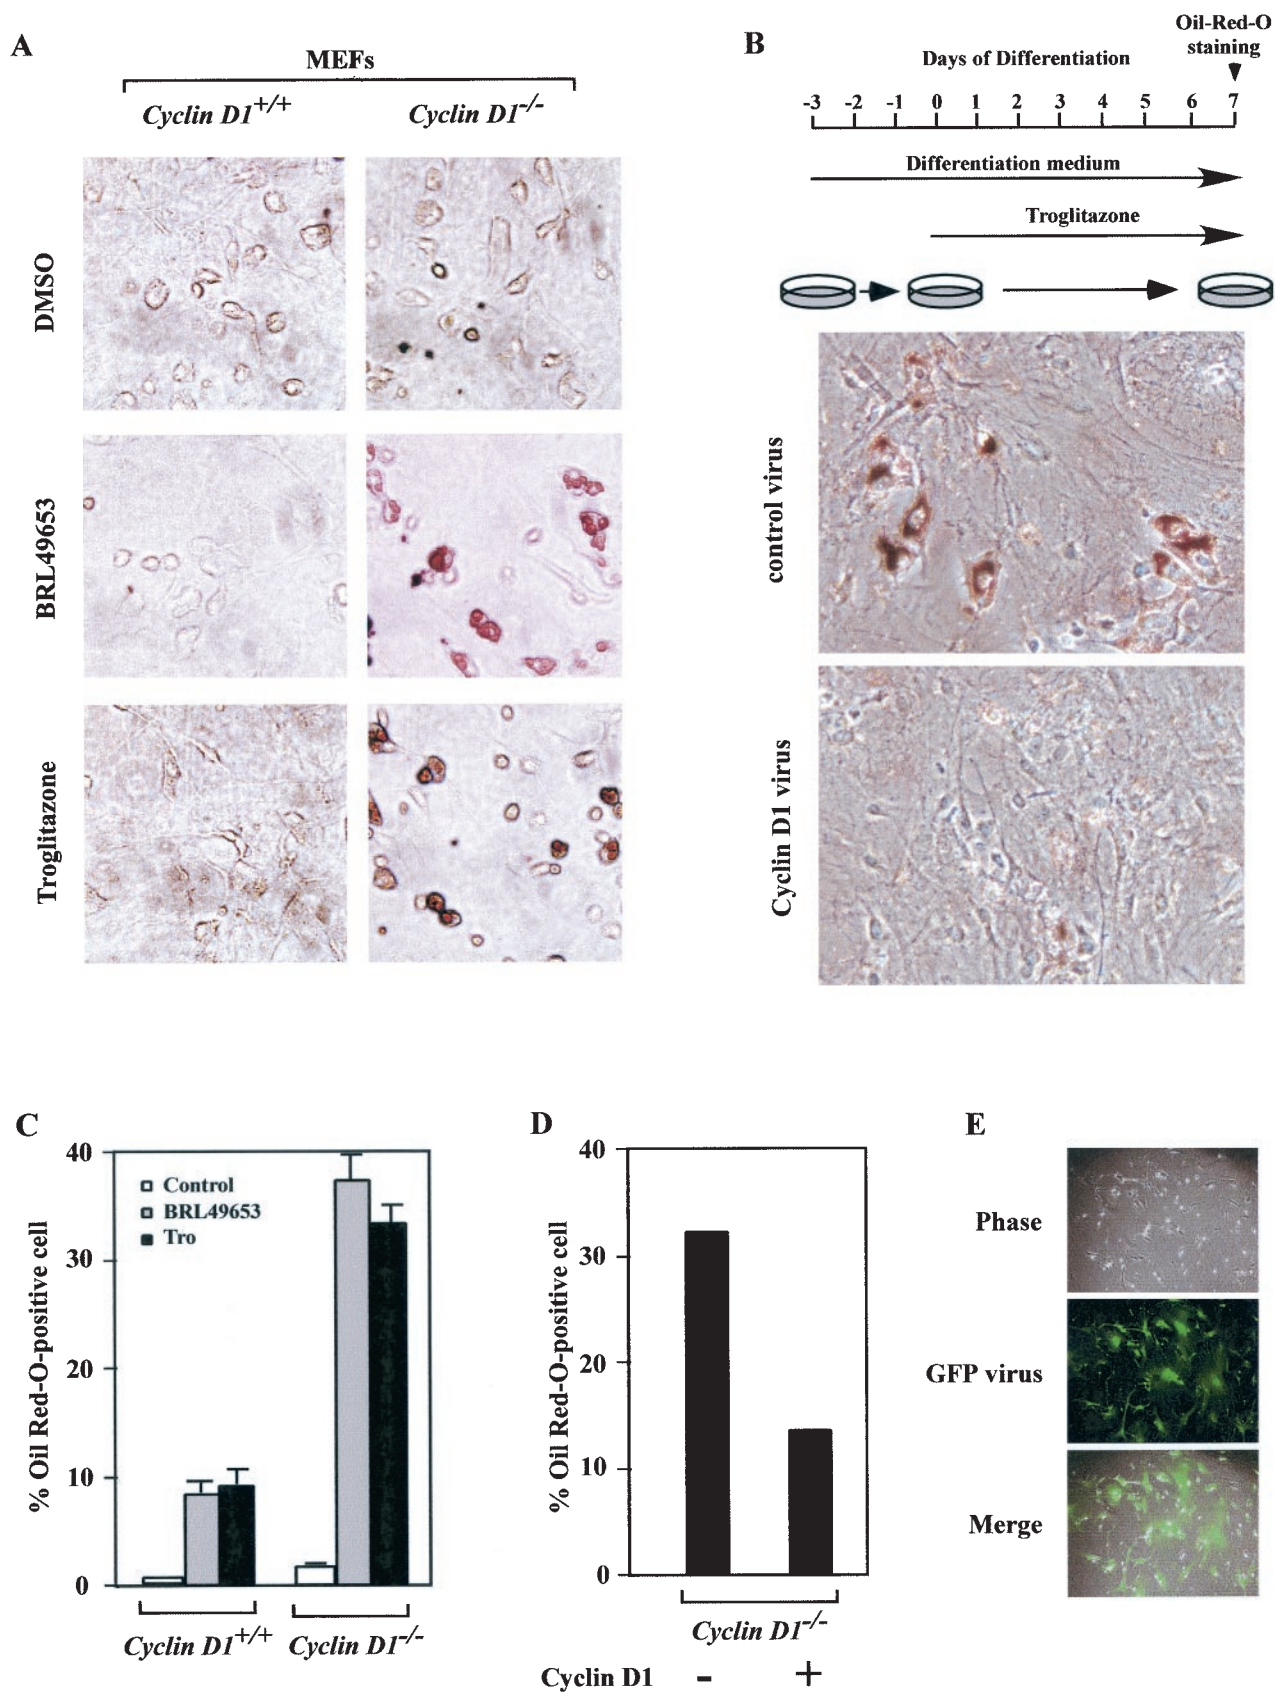 A
MEFs
Cyclin D1+/+ Cyclin D1-/-
DMSO
BRL49653
Troglitazone
B
Oil-Red-O
staining
Days of Differentiation
-3 -2 -1 0 1 2 3 4 5 6 7
Differentiation medium
Troglitazone
control virus
Cyclin D1 virus
C
% Oil Red-O-positive cell
40
30
20
10
0
Control
BRL49653
Tro
Cyclin D1+/+ Cyclin D1-/-
D
% Oil Red-O-positive cell
40
30
20
10
0
Cyclin D1-/-
Cyclin D1 - +
E
Phase
GFP virus
Merge